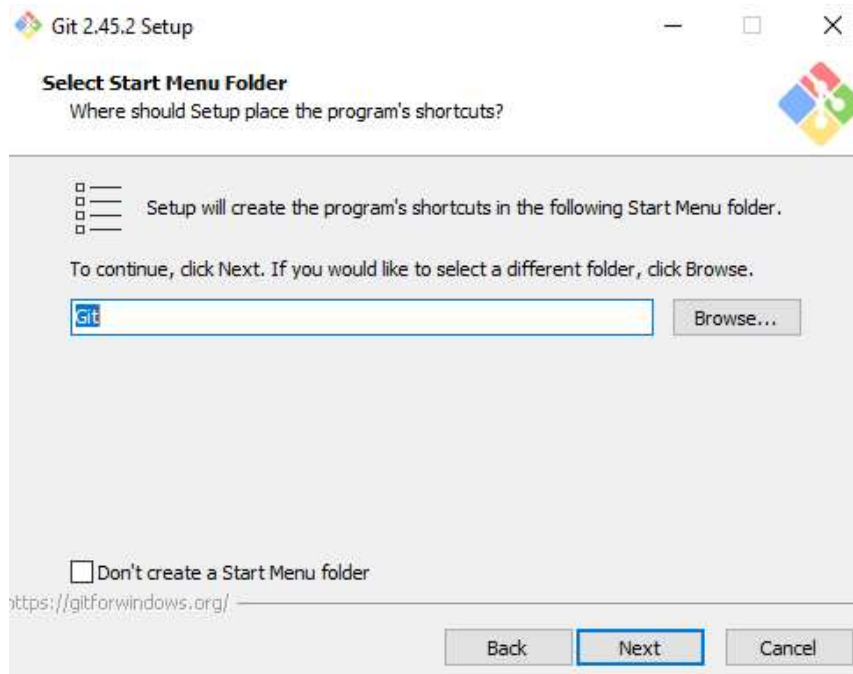 Git 2.45.2 Setup
Select Start Menu Folder
Where should Setup place the program's shortcuts?
Setup will create the program's shortcuts in the following Start Menu folder.
To continue, click Next. If you would like to select a different folder, click Browse.
Git
Browse...
Don't create a Start Menu folder
https://gitforwindows.org/
Back
Next
Cancel